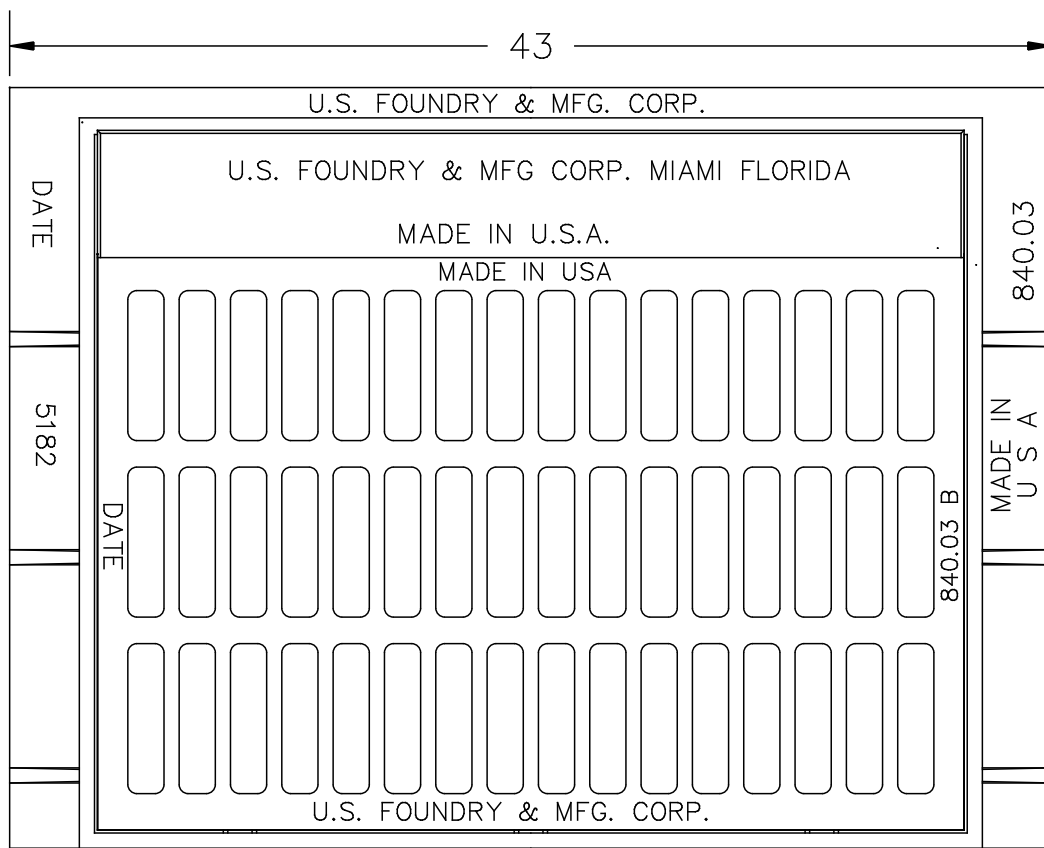 43
U.S. FOUNDRY & MFG. CORP.
U.S. FOUNDRY & MFG CORP. MIAMI FLORIDA
DATE
840.03
MADE IN U.S.A.
MADE IN USA
5182
MADE IN
U S A
DATE
840.03 B
U.S. FOUNDRY & MFG. CORP.